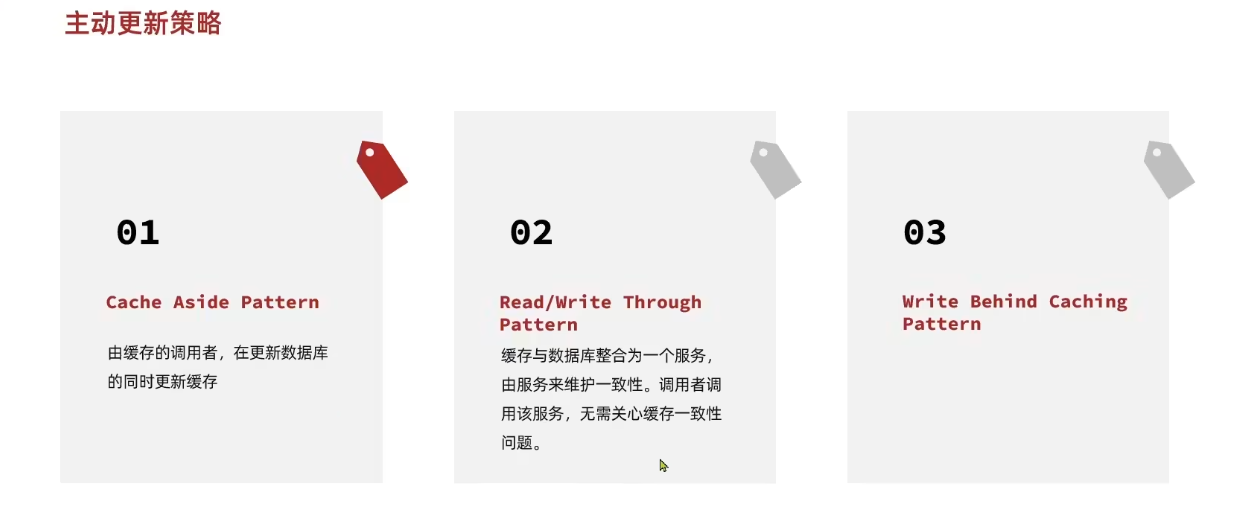 主动更新策略
01
Cache Aside Pattern
由缓存的调用者，在更新数据库
的同时更新缓存
02
Read/Write Through
Pattern
缓存与数据库整合为一个服务，
由服务来维护一致性。调用者调
用该服务，无需关心缓存一致性
问题。
03
Write Behind Caching
Pattern